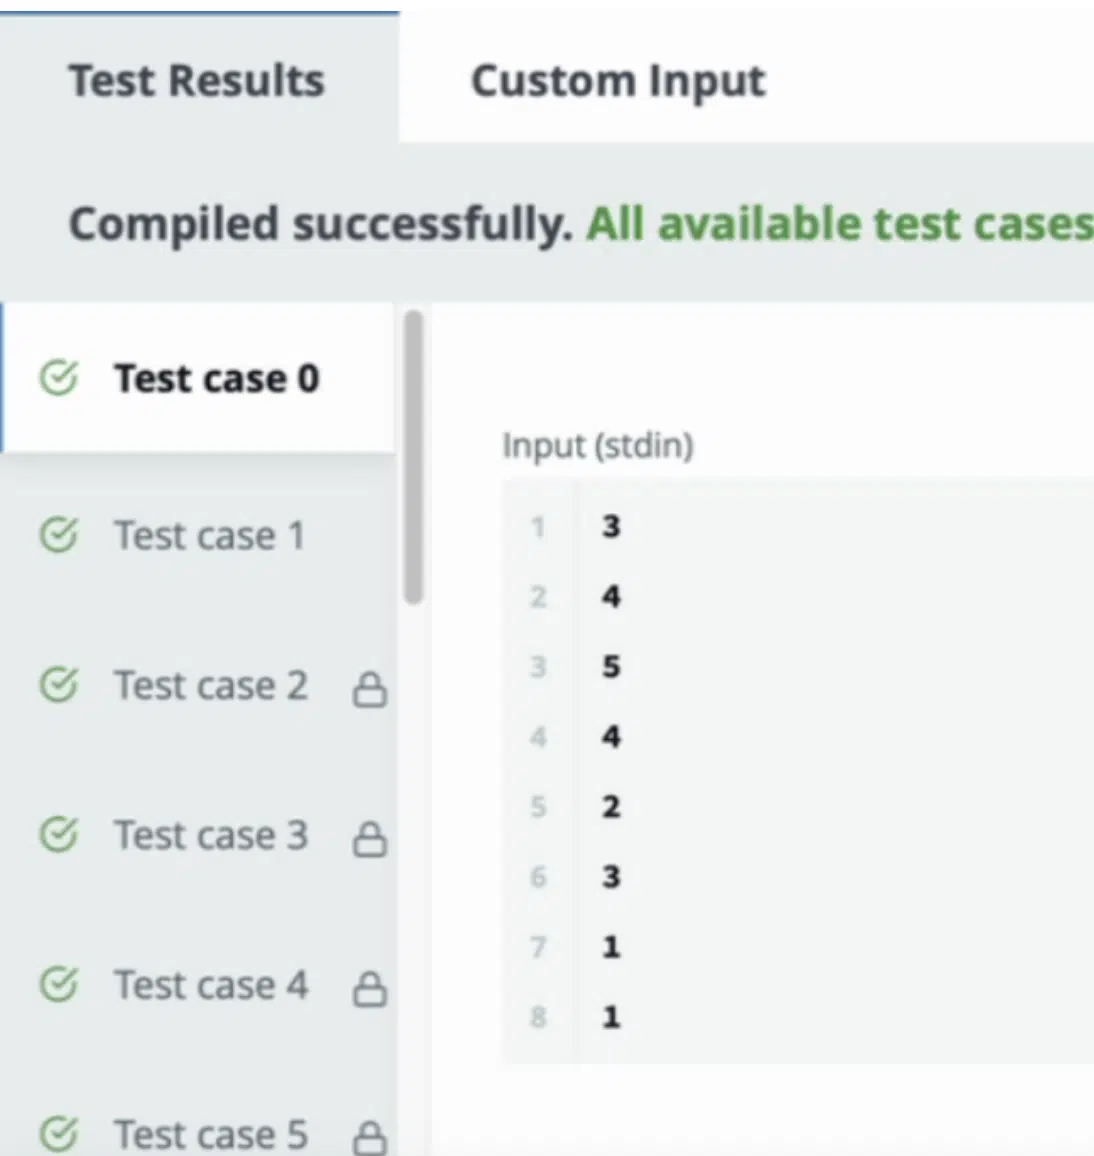 Test Results
Custom Input
Compiled successfully. All available test cases
Test case 0
Test case 1
Test case 2
Test case 3
Test case 4
Test case 5
Input (stdin)
1 3
2 4
3 5
4 4
5 2
6 3
7 1
8 1